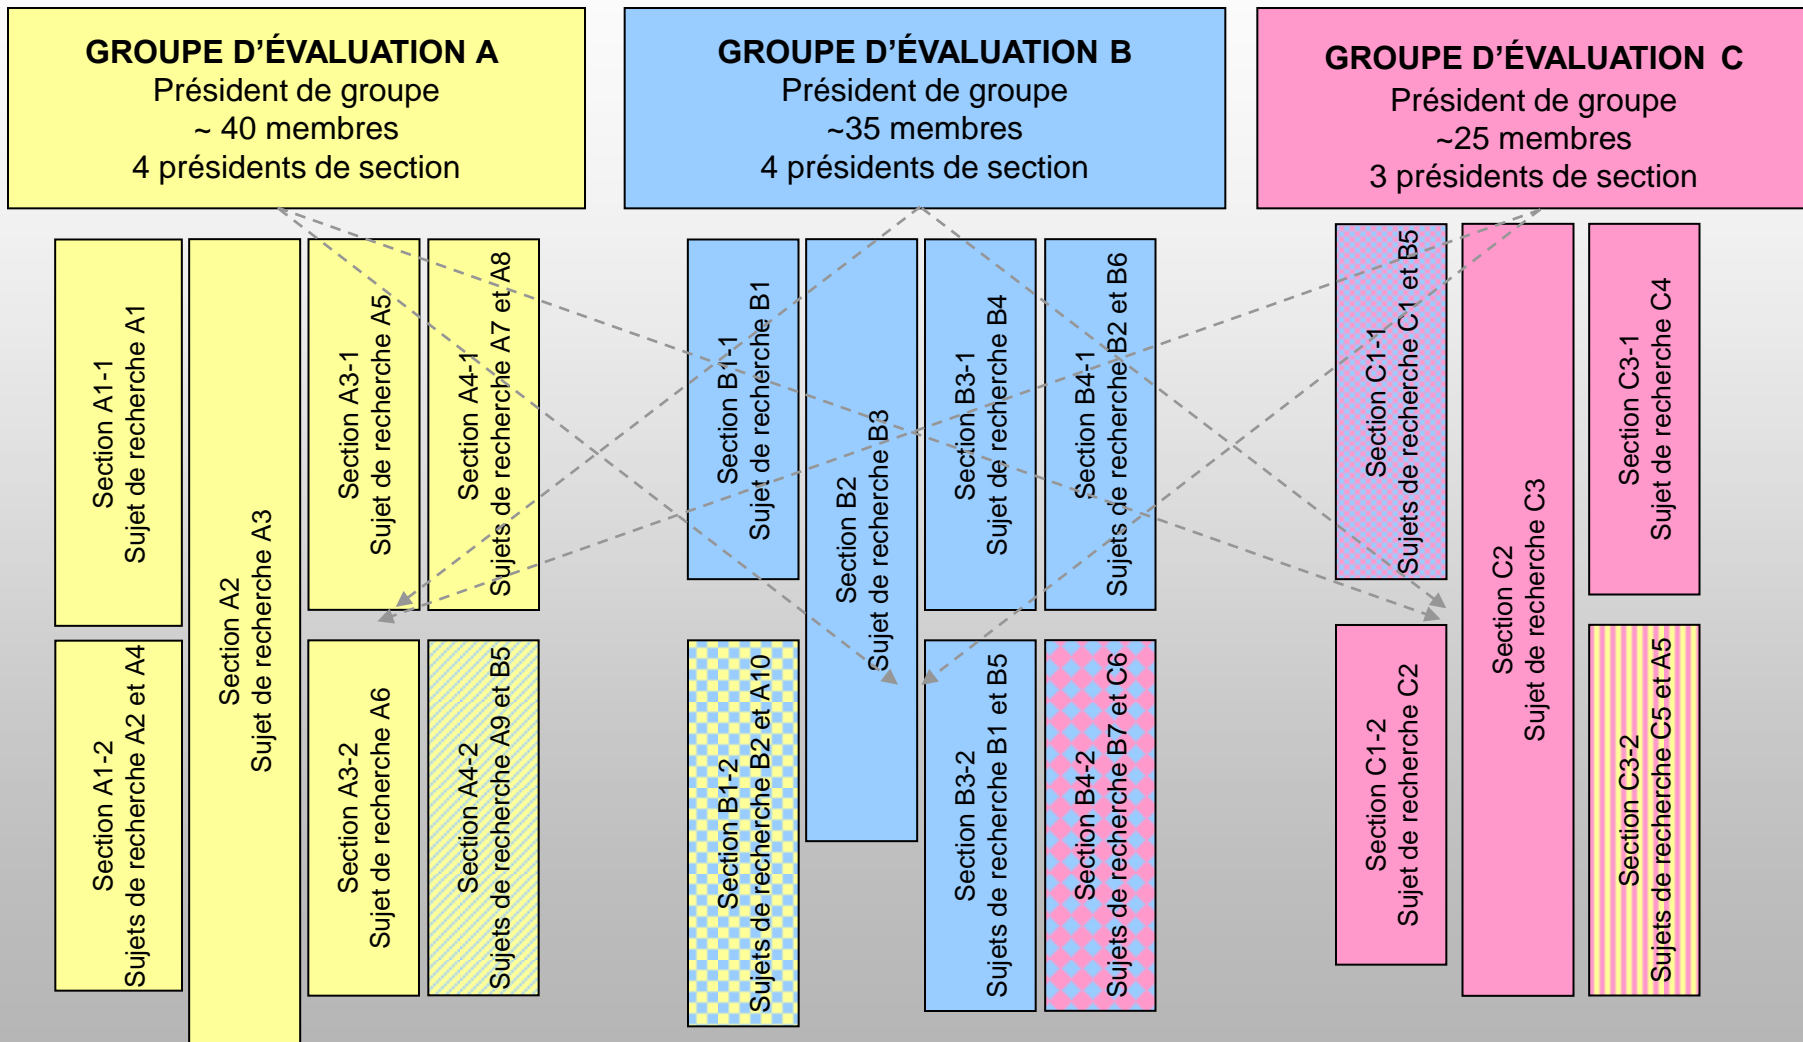 GROUPE D’ÉVALUATION A
Président de groupe
~ 40 membres
4 présidents de section
GROUPE D’ÉVALUATION B
Président de groupe
~35 membres
4 présidents de section
GROUPE D’ÉVALUATION C
Président de groupe
~25 membres
3 présidents de section
Section A1-1
Sujet de recherche A1
Section A2
Sujet de recherche A3
Section A3-1
Sujet de recherche A5
Section A4-1
Sujets de recherche A7 et A8
Section A1-2
Sujets de recherche A2 et A4
Section A3-2
Sujet de recherche A6
Section A4-2
Sujets de recherche A9 et B5
Section B1-1
Sujet de recherche B1
Section B2
Sujet de recherche B3
Section B3-1
Sujet de recherche B4
Section B4-1
Sujets de recherche B2 et B6
Section B1-2
Sujets de recherche B2 et A10
Section B3-2
Sujets de recherche B1 et B5
Section B4-2
Sujets de recherche B7 et C6
Section C1-1
Sujets de recherche C1 et B5
Section C2
Sujet de recherche C3
Section C3-1
Sujet de recherche C4
Section C1-2
Sujet de recherche C2
Section C3-2
Sujets de recherche C5 et A5